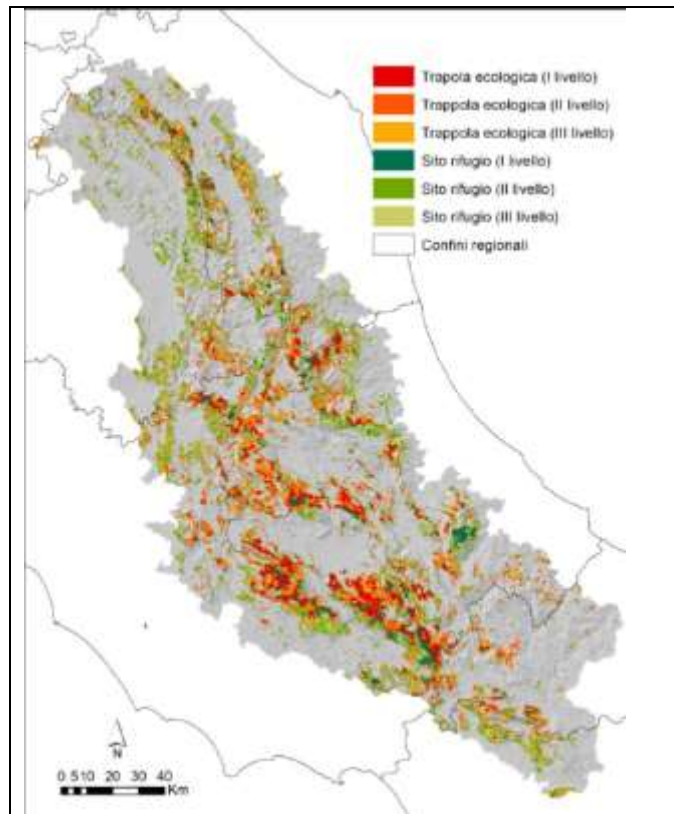 Trapola ecologica (I livello)
Trappola ecologica (II livello)
Trappola ecologica (III livello)
Sito rifugio (I livello)
Sito rifugio (II livello)
Sito rifugio (III livello)
Confini regionali
N
0 5 10 20 30 40
Km